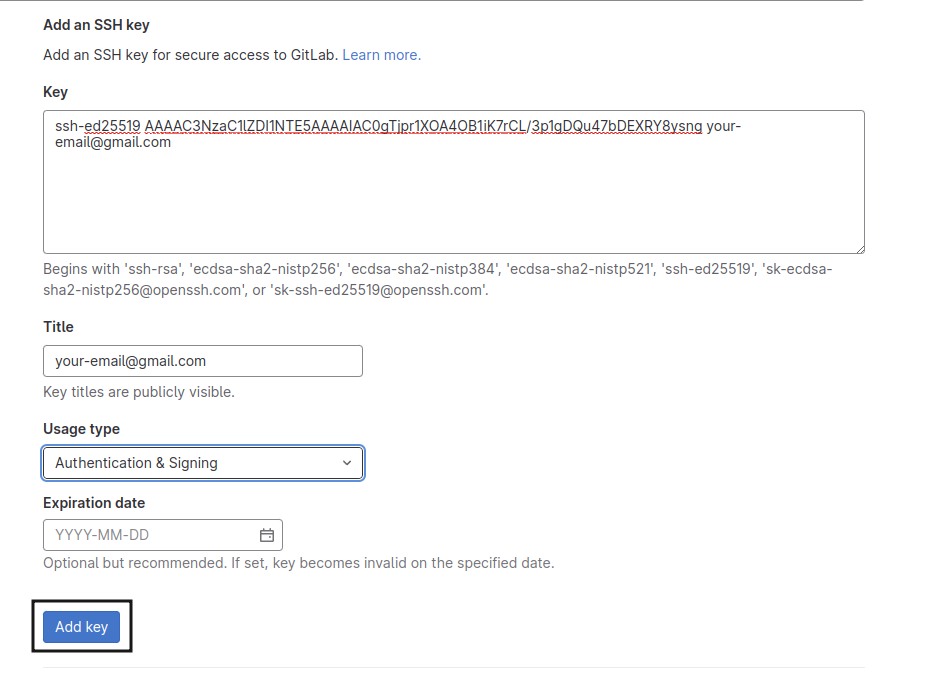 Add an SSH key
Add an SSH key for secure access to GitLab. Learn more.
Key
ssh-ed25519 AAAAC3NzaC1lZDI1NTE5AAAAIAC0gTjpr1XOA4OB1iK7rCL/3p1gDQu47bDEXRY8ysng your-
email@gmail.com
Begins with 'ssh-rsa', 'ecdsa-sha2-nistp256', 'ecdsa-sha2-nistp384', 'ecdsa-sha2-nistp521', 'ssh-ed25519', 'sk-ecdsa-
sha2-nistp256@openssh.com', or 'sk-ssh-ed25519@openssh.com'.
Title
your-email@gmail.com
Key titles are publicly visible.
Usage type
Authentication & Signing
Expiration date
YYYY-MM-DD
Optional but recommended. If set, key becomes invalid on the specified date.
Add key